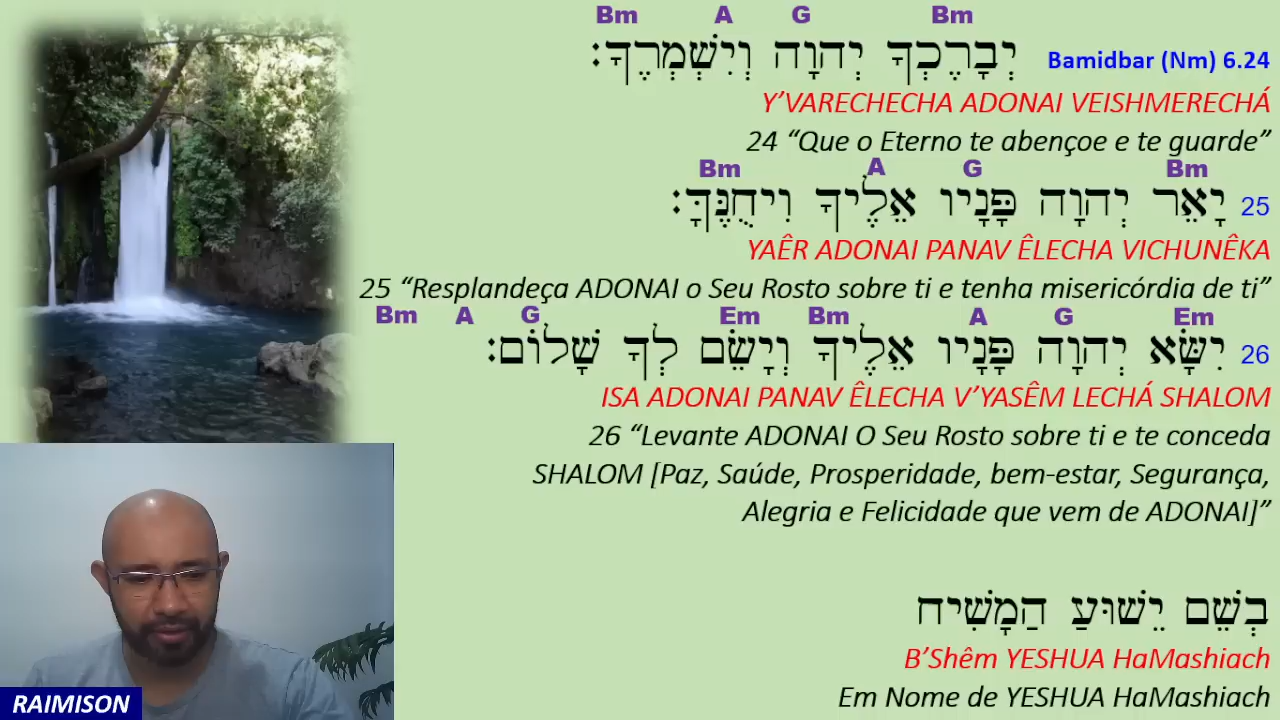 Bm A G Bm
יְבָרֶכְךָ יְהוָה וְיִשְׁמְרֶךָ׃ Bamidbar (Nm) 6.24
Y’VARECHECHA ADONAI VEISHMERECHÁ
24 “Que o Eterno te abençoe e te guarde”
Bm A G Bm
יָאֵר יְהוָה פָּנָיו אֵלֶיךָ וִיחֻנֶּךָּ׃ 25
YAÊR ADONAI PANAV ÊLECHA VICHUNÊKA
25 “Resplandeça ADONAI o Seu Rosto sobre ti e tenha misericórdia de ti”
Bm A G Em Bm A G Em
יִשָּׂא יְהוָה פָּנָיו אֵלֶיךָ וְיָשֵׂם לְךָ שָׁלוֹם׃ 26
ISA ADONAI PANAV ÊLECHA V’YASÊM LECHÁ SHALOM
26 “Levante ADONAI O Seu Rosto sobre ti e te conceda
SHALOM [Paz, Saúde, Prosperidade, bem-estar, Segurança,
Alegria e Felicidade que vem de ADONAI]”
בְשֵׁם יֵשׁוּעַ הַמָשִׁיח
B’Shêm YESHUA HaMashiach
Em Nome de YESHUA HaMashiach
RAIMISON